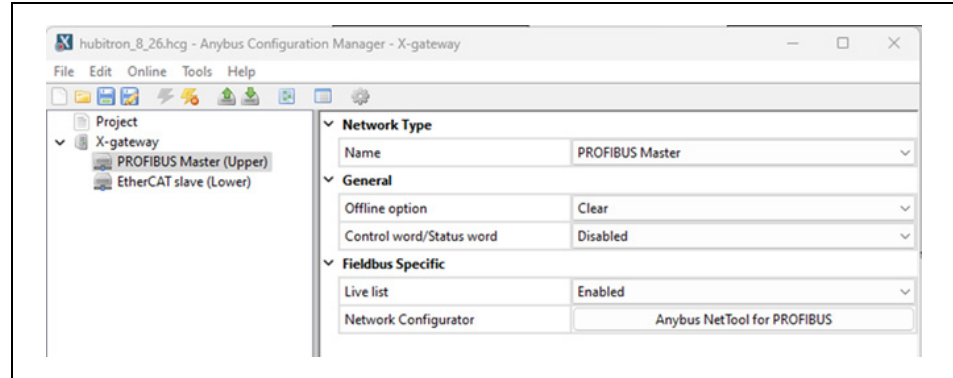 hubitron_8_26.hcg - Anybus Configuration Manager - X-gateway
File Edit Online Tools Help
Project
X-gateway
PROFIBUS Master (Upper)
EtherCAT slave (Lower)
Network Type
Name PROFIBUS Master
General
Offline option Clear
Control word/Status word Disabled
Fieldbus Specific
Live list Enabled
Network Configurator Anybus NetTool for PROFIBUS